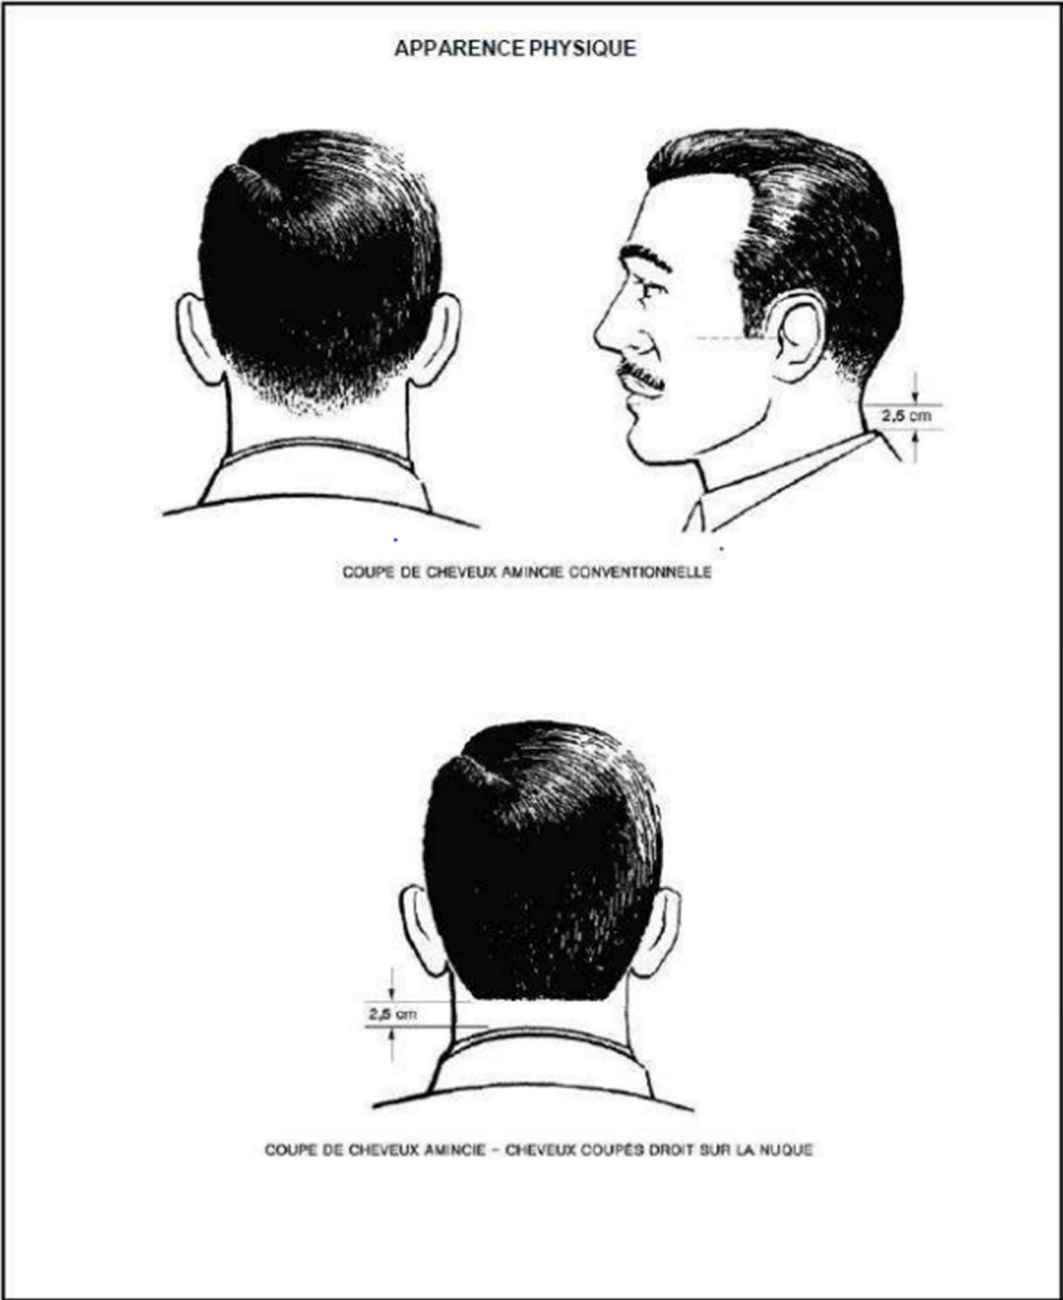 APPARENCE PHYSIQUE
2,5 cm
COUPE DE CHEVEUX AMINCIE CONVENTIONNELLE
2,5 cm
COUPE DE CHEVEUX AMINCIE – CHEVEUX COUPÉS DROIT SUR LA NUQUE